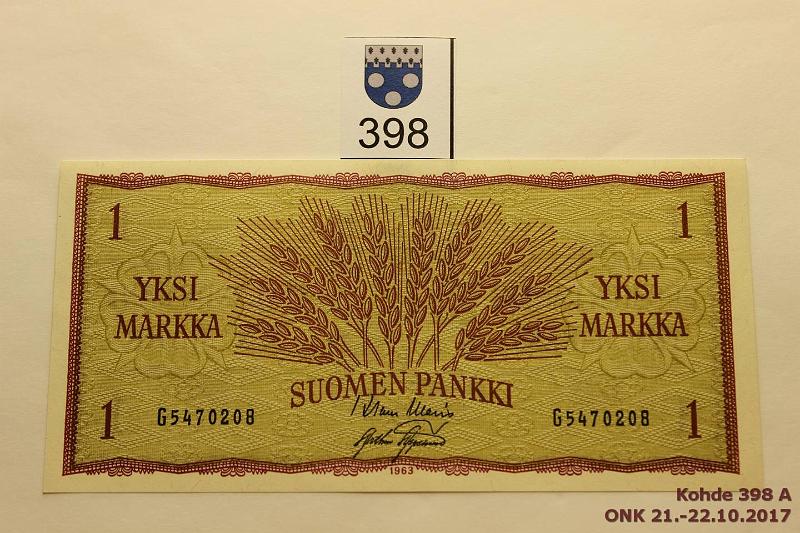 398
1
1
YKSI
MARKKA
YKSI
MARKKA
SUOMEN PANKKI
1
G5470208
G5470208
1
1963
Kohde 398 A
ONK 21.-22.10.2017